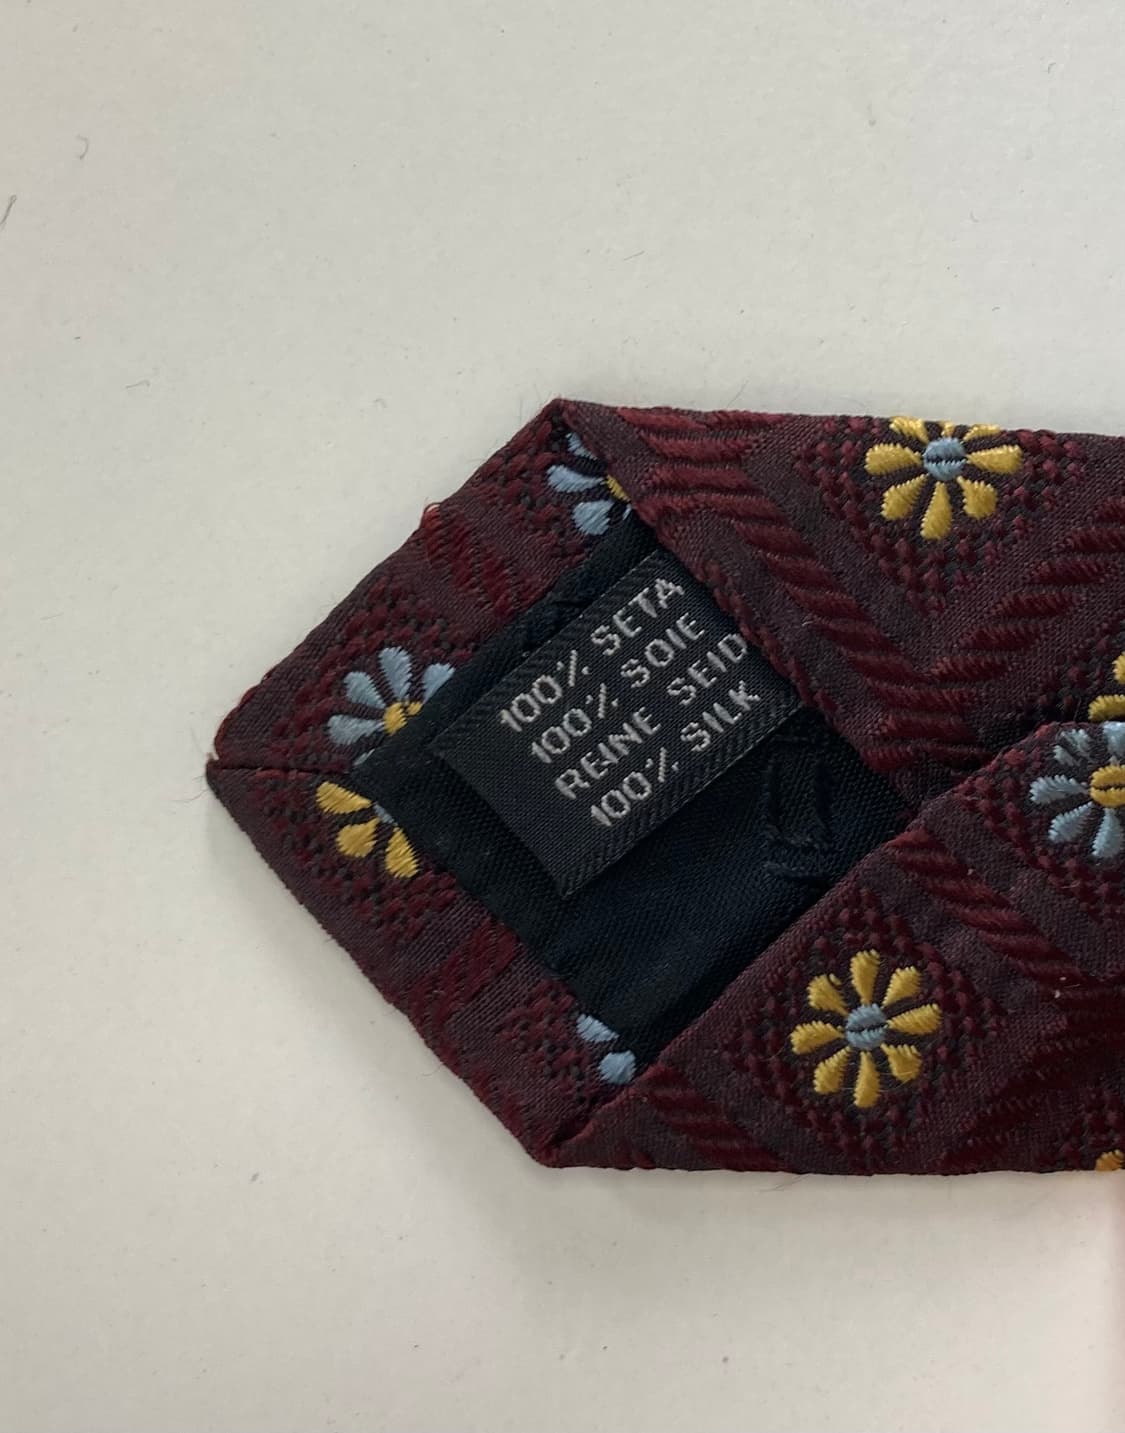 100% SETA
100% SOIE
REINE SEID
100% SILK